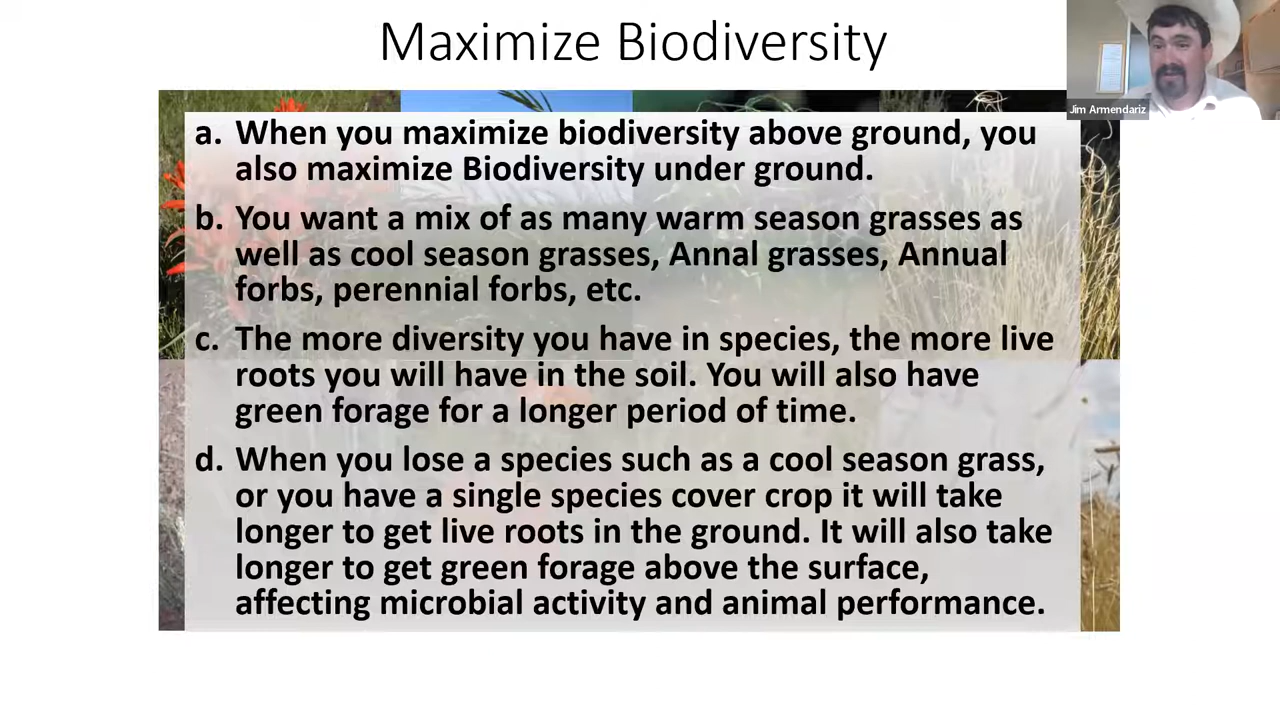 Maximize Biodiversity
Jim Armendariz
a. When you maximize biodiversity above ground, you
also maximize Biodiversity under ground.
b. You want a mix of as many warm season grasses as
well as cool season grasses, Annal grasses, Annual
forbs, perennial forbs, etc.
c. The more diversity you have in species, the more live
roots you will have in the soil. You will also have
green forage for a longer period of time.
d. When you lose a species such as a cool season grass,
or you have a single species cover crop it will take
longer to get live roots in the ground. It will also take
longer to get green forage above the surface,
affecting microbial activity and animal performance.